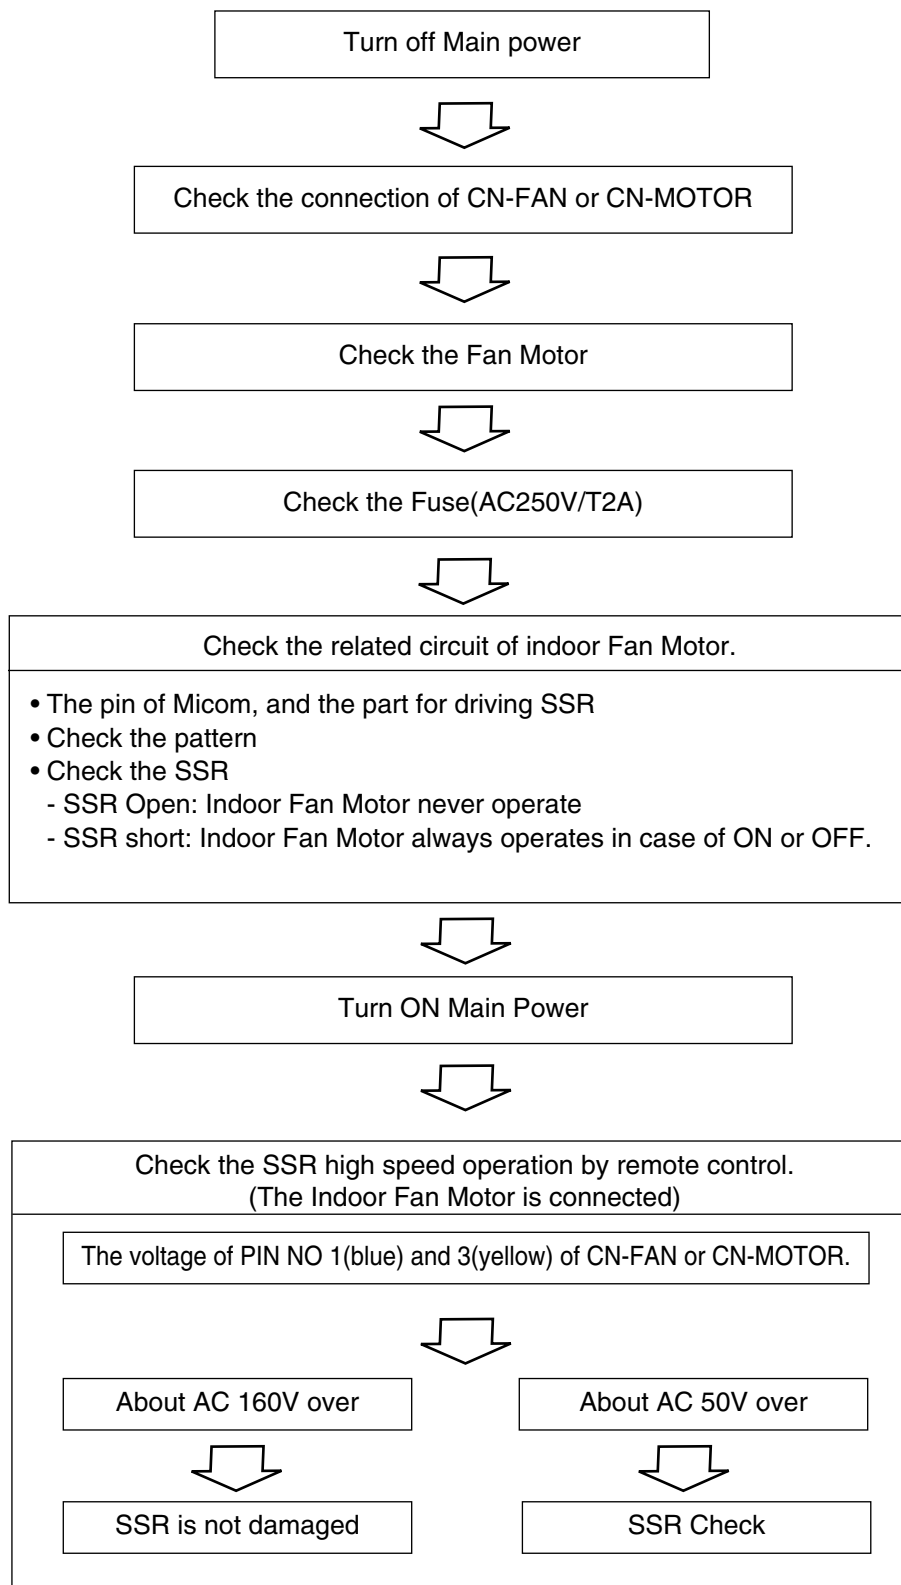 Turn off Main power
Check the connection of CN-FAN or CN-MOTOR
Check the Fan Motor
Check the Fuse(AC250V/T2A)
Check the related circuit of indoor Fan Motor.
• The pin of Micom, and the part for driving SSR
• Check the pattern
• Check the SSR
- SSR Open: Indoor Fan Motor never operate
- SSR short: Indoor Fan Motor always operates in case of ON or OFF.
Turn ON Main Power
Check the SSR high speed operation by remote control.
(The Indoor Fan Motor is connected)
The voltage of PIN NO 1(blue) and 3(yellow) of CN-FAN or CN-MOTOR.
About AC 160V over
About AC 50V over
SSR is not damaged
SSR Check